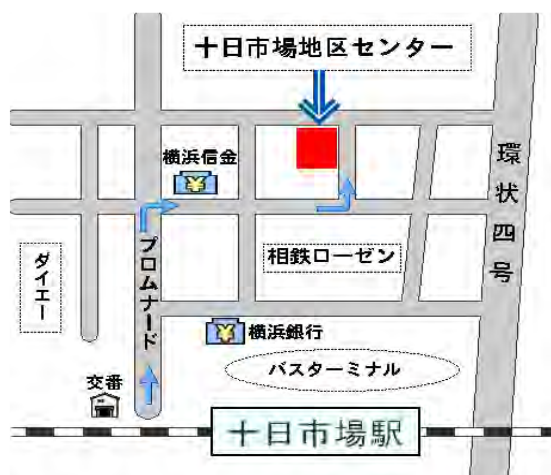 十日市場地区センター
横浜信金
環状四号
プロムナード
相鉄ローゼン
ダイエー
横浜銀行
バスターミナル
交番
十日市場駅